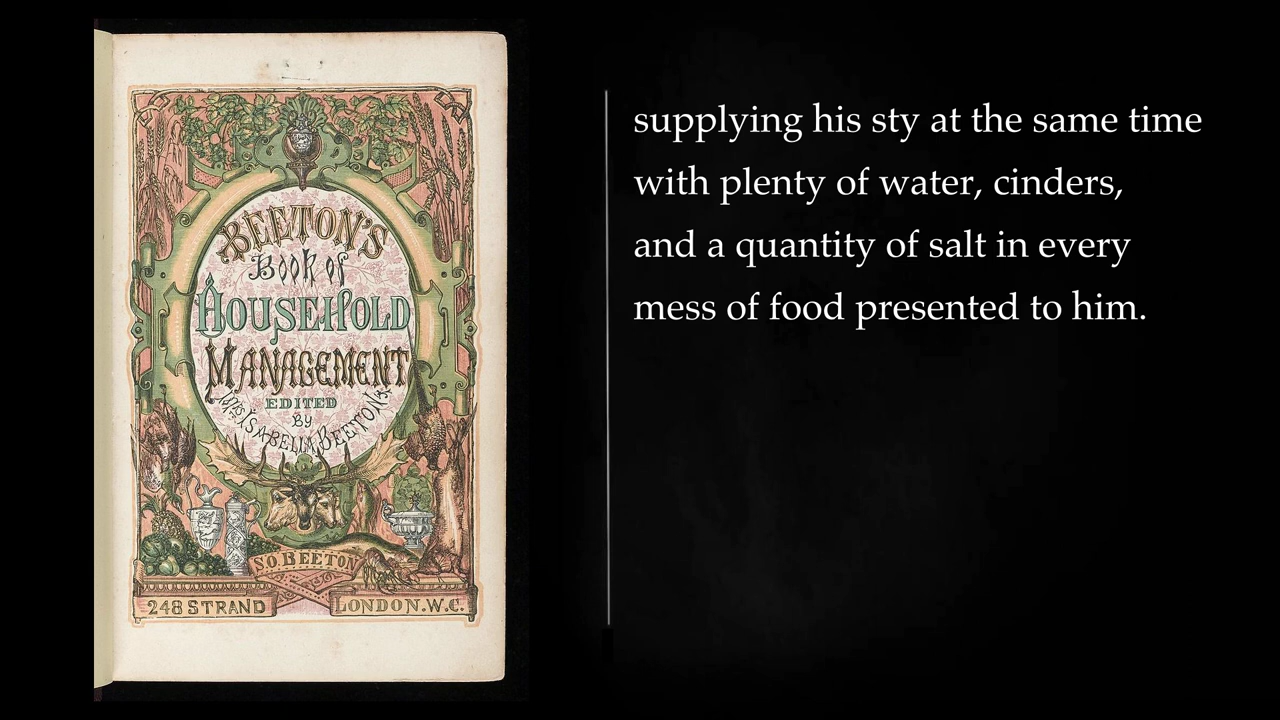 BEETON'S
Book of
HOUSEHOLD
MANAGEMENT
EDITED
By
Mrs ISABELLA BEETON
S.O. BEETON
248 STRAND
LONDON. W.C.
supplying his sty at the same time
with plenty of water, cinders,
and a quantity of salt in every
mess of food presented to him.